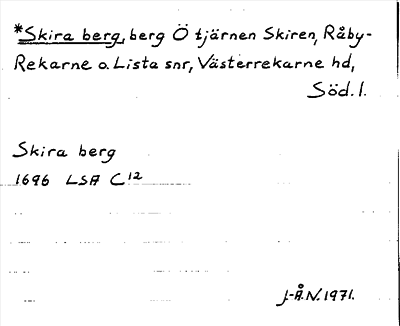 *Skira berg, berg Ö tjärnen Skiren, Råby-
Rekarne o. Lista snr, Västerrekarne hd,
Söd. l.
Skira berg
1696 LSA C12
J-Å.N. 1971.